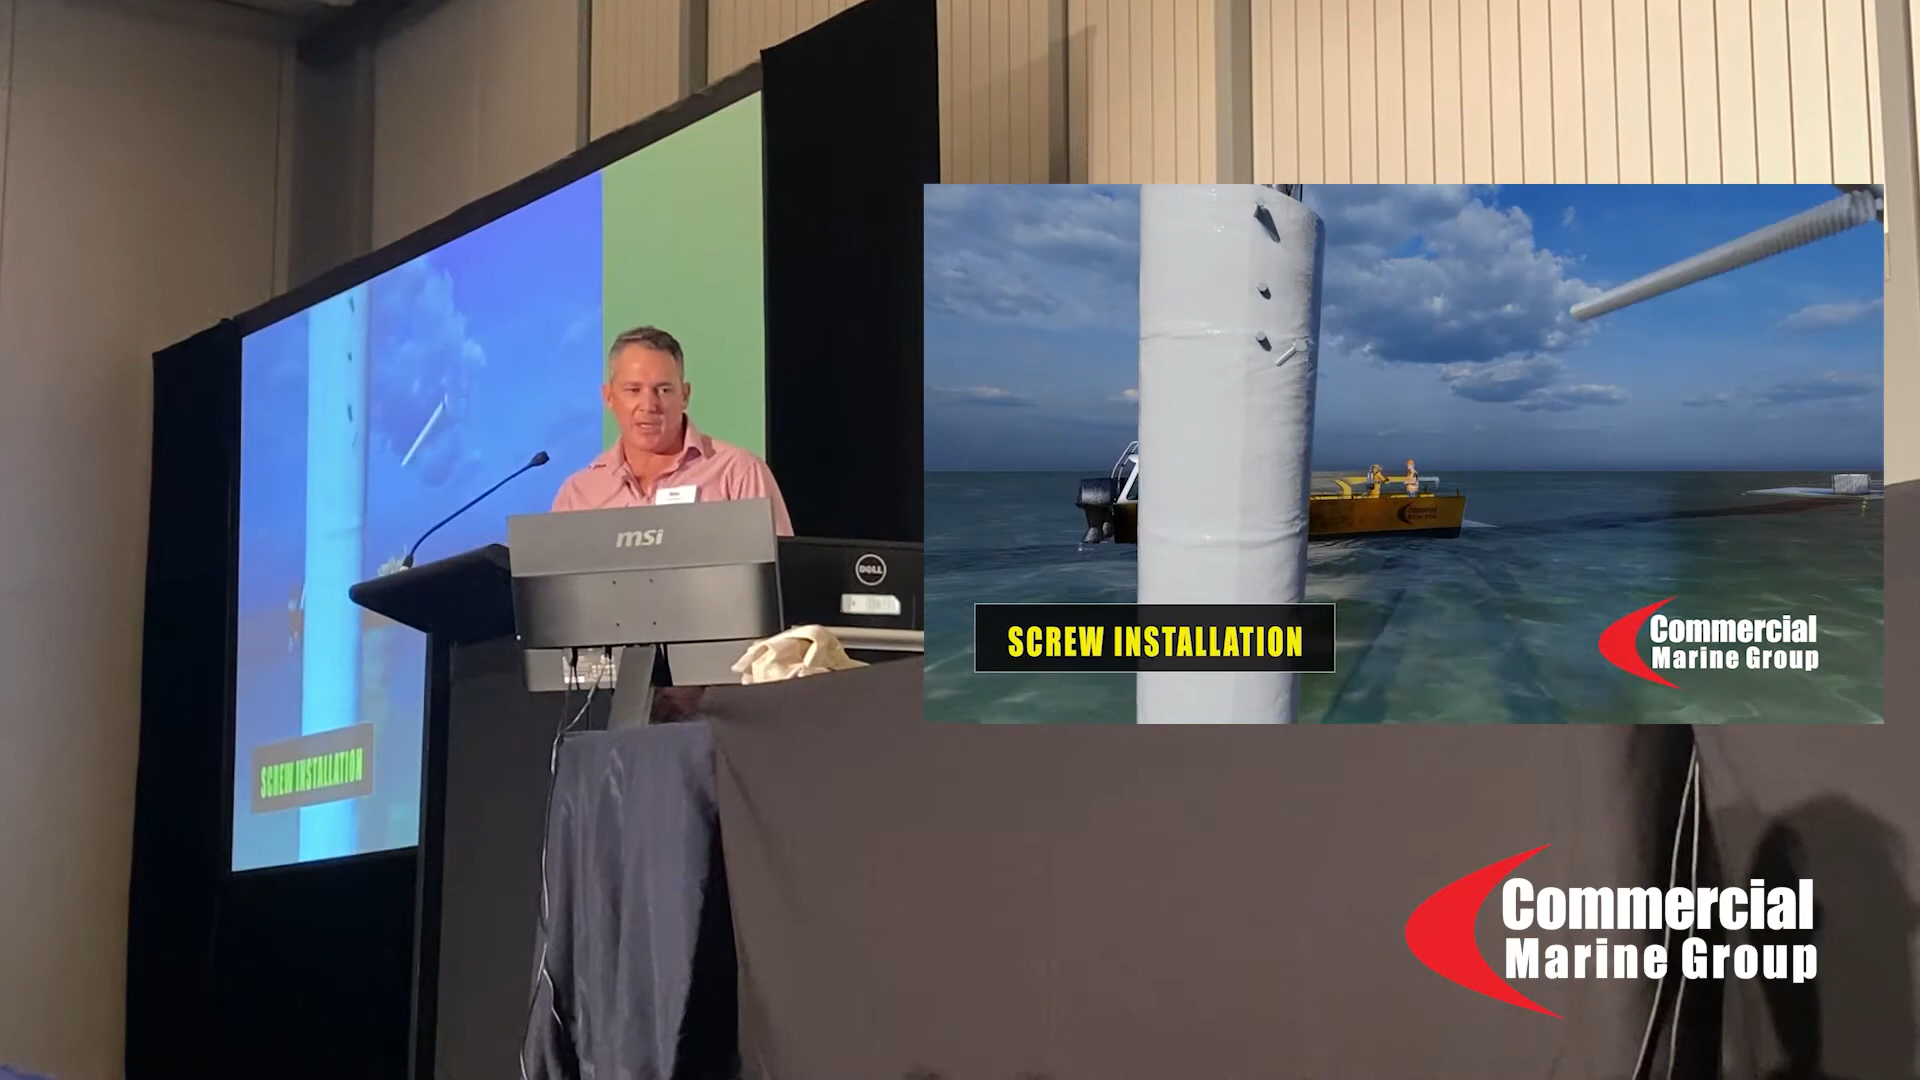 msi
DELL
SCREW INSTALLATION
SCREW INSTALLATION
Commercial
Marine Group
Commercial
Marine Group